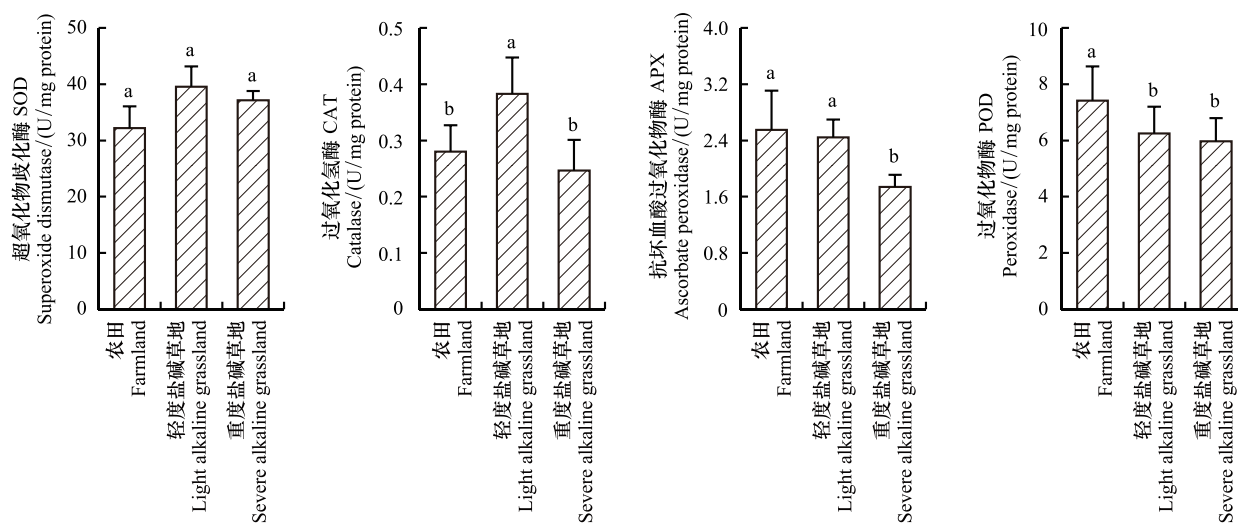 超氧化物歧化酶 SOD
Superoxide dismutase/(U/mg protein)
50
40
30
20
10
0
a
a
a
农田
Farmland
轻度盐碱草地
Light alkaline grassland
重度盐碱草地
Severe alkaline grassland
过氧化氢酶 CAT
Catalase/(U/mg protein)
0.5
0.4
0.3
0.2
0.1
0
b
a
b
农田
Farmland
轻度盐碱草地
Light alkaline grassland
重度盐碱草地
Severe alkaline grassland
抗坏血酸过氧化物酶 APX
Ascorbate peroxidase/(U/mg protein)
4.0
3.2
2.4
1.6
0.8
0
a
a
b
农田
Farmland
轻度盐碱草地
Light alkaline grassland
重度盐碱草地
Severe alkaline grassland
过氧化物酶 POD
Peroxidase/(U/mg protein)
10
8
6
4
2
0
a
b
b
农田
Farmland
轻度盐碱草地
Light alkaline grassland
重度盐碱草地
Severe alkaline grassland